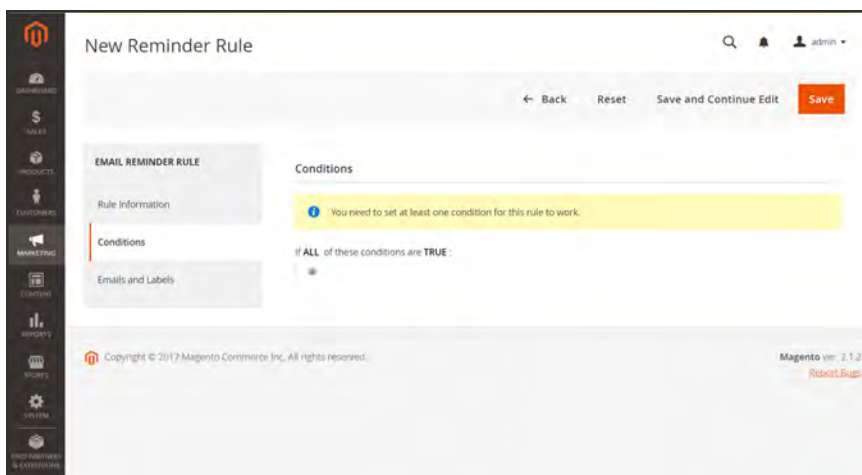 New Reminder Rule
admin
← Back Reset Save and Continue Edit Save
DASHBOARD
SALES
PRODUCTS
CUSTOMERS
MARKETING
CONTENT
REPORTS
STORES
SYSTEM
FIND PARTNERS
& EXTENSIONS
EMAIL REMINDER RULE
Rule Information
Conditions
Emails and Labels
Conditions
You need to set at least one condition for this rule to work.
If ALL of these conditions are TRUE :
Copyright © 2017 Magento Commerce Inc. All rights reserved.
Magento ver. 2.1.2
Report Bugs